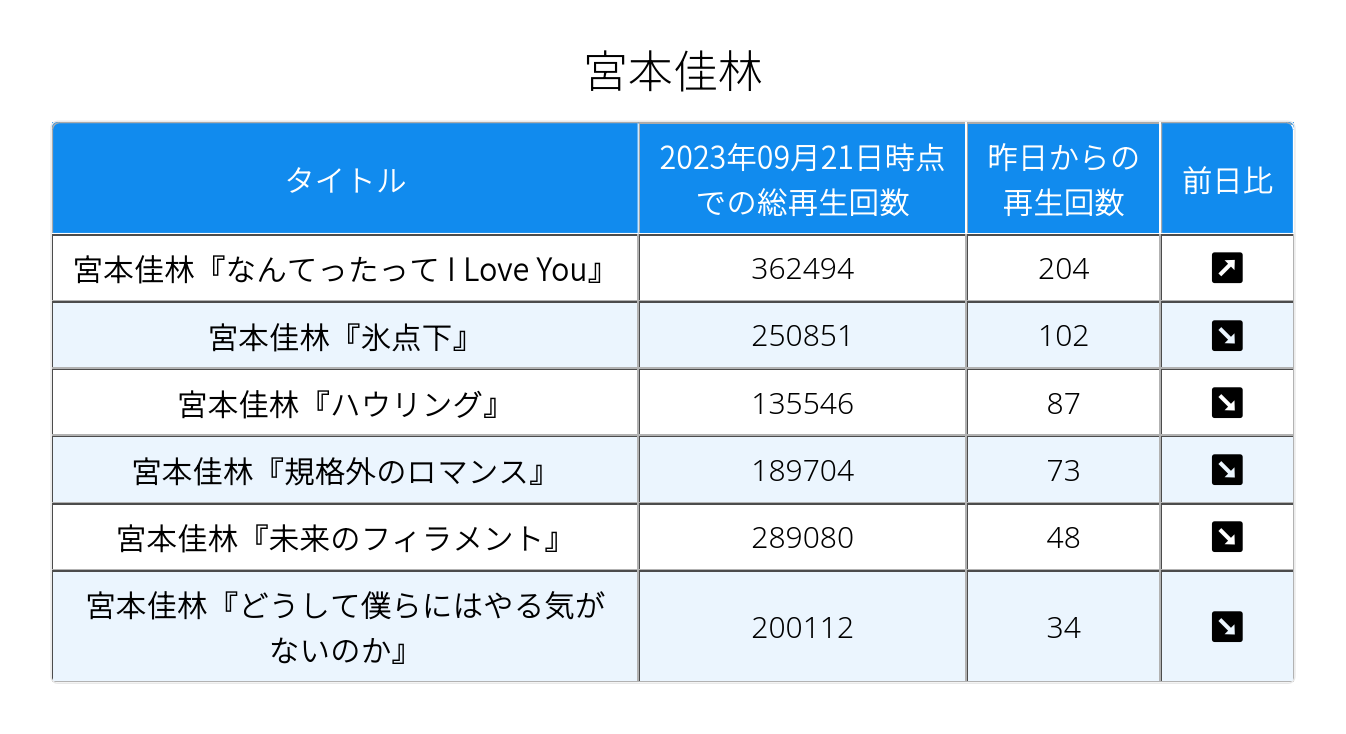 宮本佳林
タイトル
2023年09月21日時点
での総再生回数
昨日からの
再生回数
前日比
宮本佳林『なんてったって I Love You』
362494
204
宮本佳林『氷点下』
250851
102
宮本佳林『ハウリング』
135546
87
宮本佳林『規格外のロマンス』
189704
73
宮本佳林『未来のフィラメント』
289080
48
宮本佳林『どうして僕らにはやる気が
ないのか』
200112
34